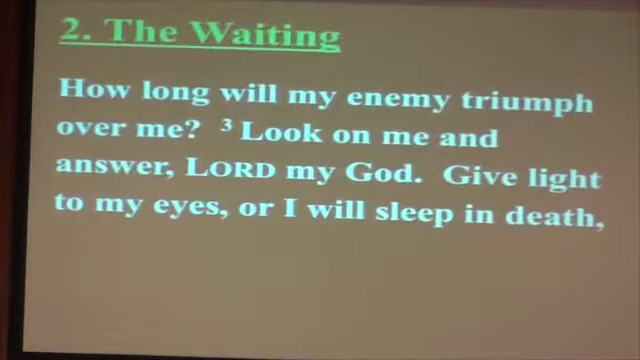 2. The Waiting
How long will my enemy triumph
over me? ³ Look on me and
answer, LORD my God. Give light
to my eyes, or I will sleep in death,